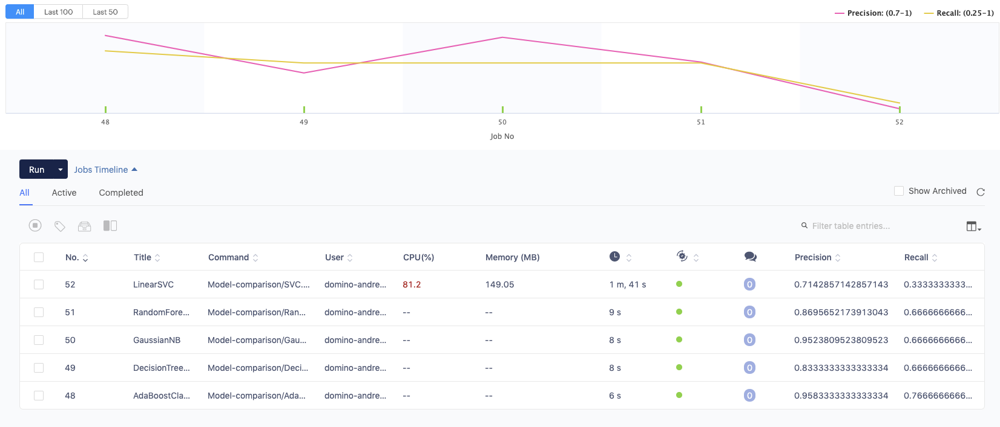 All Last 100 Last 50
Precision: (0.7-1) Recall: (0.25-1)
48 49 50 51 52
Job No
Run Jobs Timeline
All Active Completed
Show Archived
Filter table entries...
No. Title Command User CPU(%) Memory (MB) Precision Recall
52 LinearSVC Model-comparison/SVC.... domino-andre... 81.2 149.05 1 m, 41 s 0 0.7142857142857143 0.3333333333...
51 RandomFore... Model-comparison/Ran... domino-andre... -- -- 9 s 0 0.8695652173913043 0.6666666666...
50 GaussianNB Model-comparison/Gau... domino-andre... -- -- 8 s 0 0.9523809523809523 0.6666666666...
49 DecisionTree... Model-comparison/Deci... domino-andre... -- -- 8 s 0 0.8333333333333334 0.6666666666...
48 AdaBoostCla... Model-comparison/Ada... domino-andre... -- -- 6 s 0 0.9583333333333334 0.7666666666...